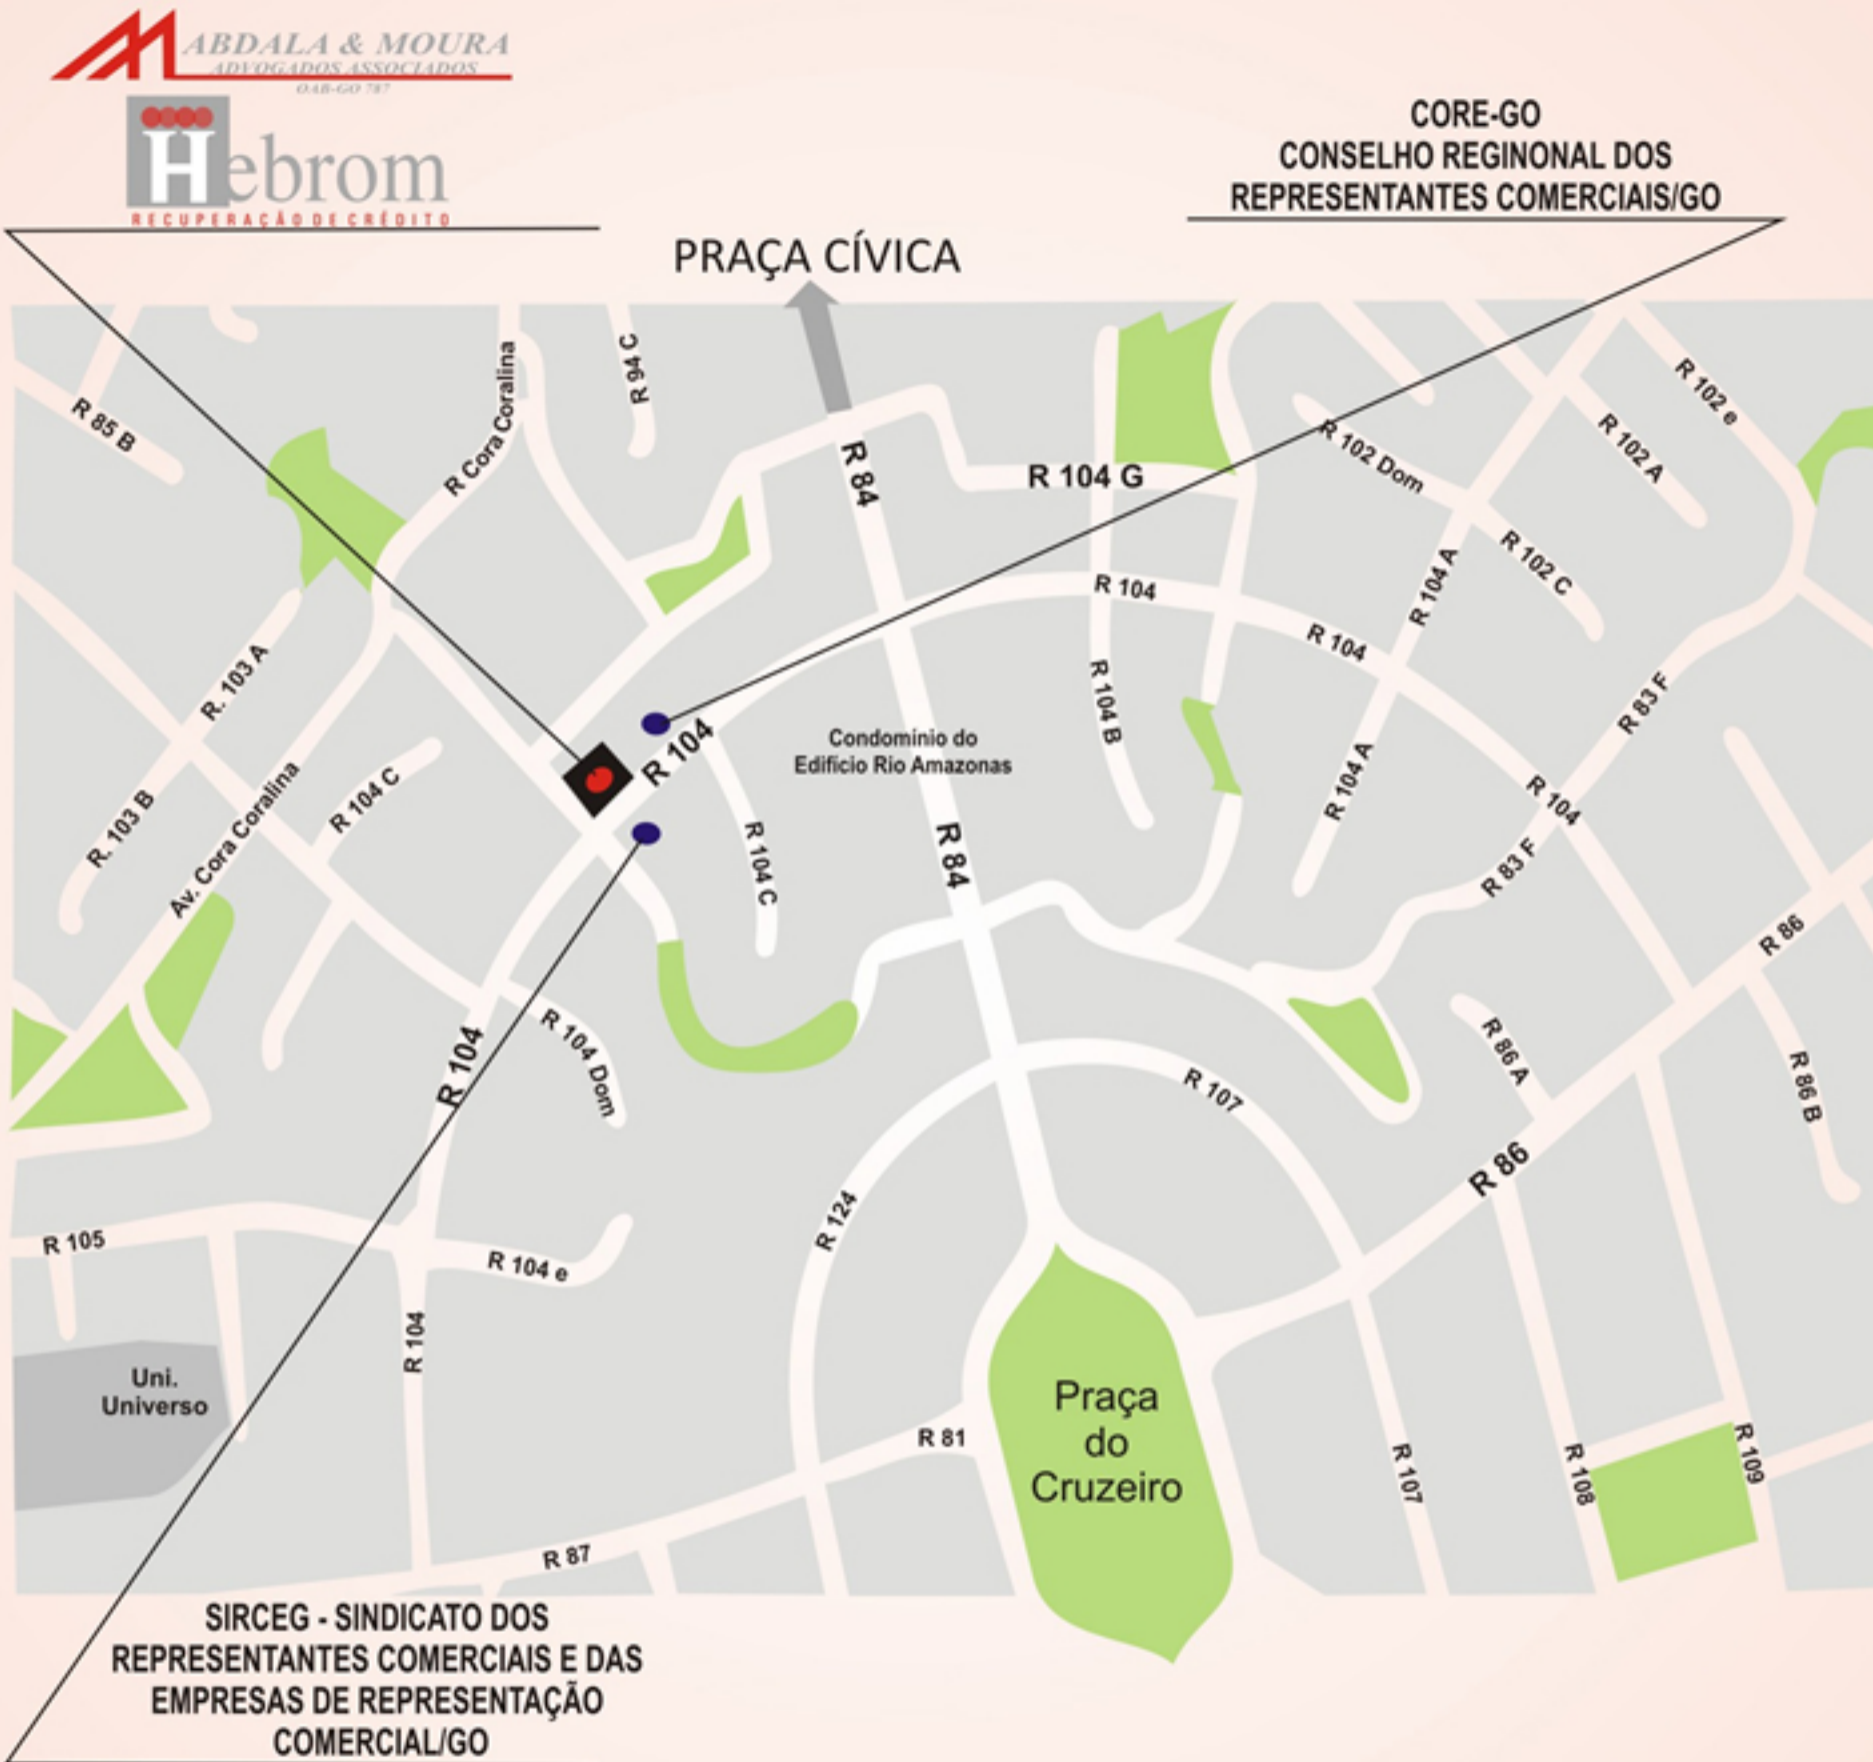 ABDALA & MOURA
ADVOGADOS ASSOCIADOS
OAB-GO 787
Hebrom
RECUPERAÇÃO DE CRÉDITO
CORE-GO
CONSELHO REGINONAL DOS
REPRESENTANTES COMERCIAIS/GO
PRAÇA CÍVICA
R 94 C
R Cora Coralina
R 85 B
R 84
R 104 G
R 102 Dom
R 102 A
R 102 e
R 102 C
R 104 A
R 104
R 104
R. 103 A
R 104 B
R 83 F
R 104
Condomínio do
Edifício Rio Amazonas
R 104 A
R 104
R. 103 B
Av. Cora Coralina
R 104 C
R 104 C
R 84
R 83 F
R 86
R 104
R 104 Dom
R 107
R 86 A
R 86 B
R 86
R 124
R 105
R 104 e
R 104
Uni.
Universo
Praça
do
Cruzeiro
R 81
R 107
R 108
R 109
R 87
SIRCEG - SINDICATO DOS
REPRESENTANTES COMERCIAIS E DAS
EMPRESAS DE REPRESENTAÇÃO
COMERCIAL/GO